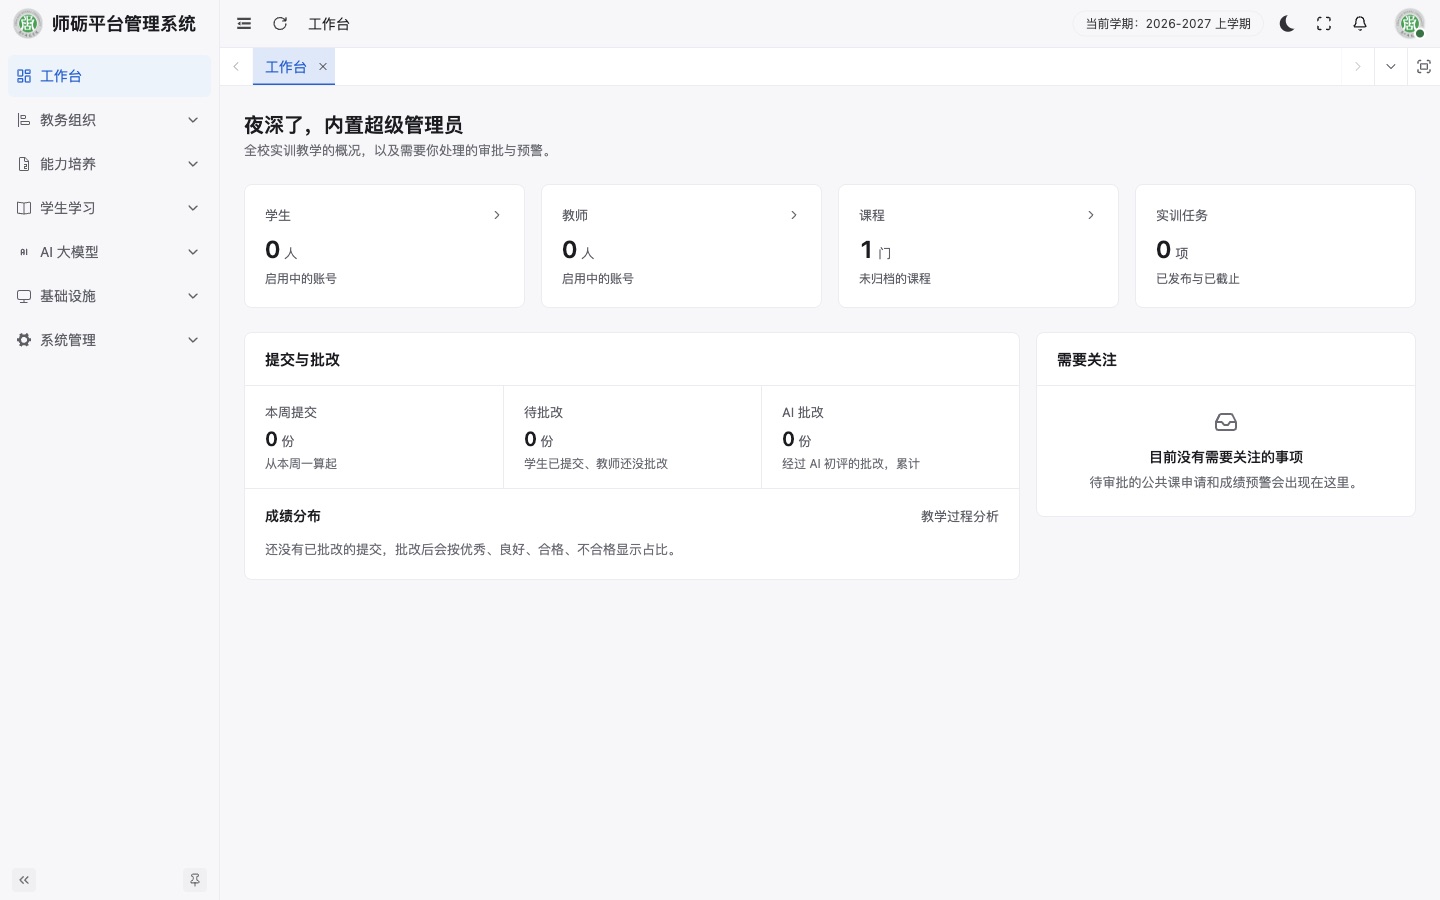 师砺平台管理系统
工作台
当前学期：2026-2027 上学期
工作台
工作台
教务组织
能力培养
学生学习
AI 大模型
基础设施
系统管理
夜深了，内置超级管理员
全校实训教学的概况，以及需要你处理的审批与预警。
学生
0 人
启用中的账号
教师
0 人
启用中的账号
课程
1 门
未归档的课程
实训任务
0 项
已发布与已截止
提交与批改
本周提交
0 份
从本周一算起
待批改
0 份
学生已提交、教师还没批改
AI 批改
0 份
经过 AI 初评的批改，累计
成绩分布
教学过程分析
还没有已批改的提交，批改后会按优秀、良好、合格、不合格显示占比。
需要关注
目前没有需要关注的事项
待审批的公共课申请和成绩预警会出现在这里。